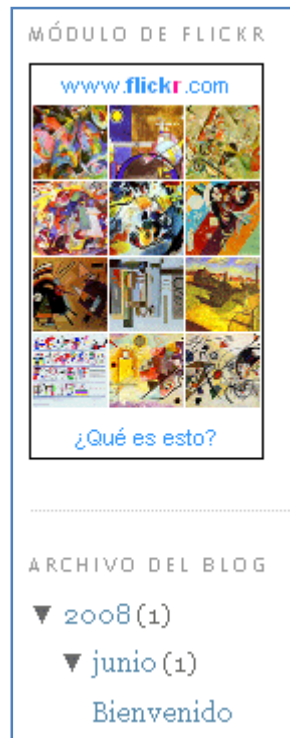 MÓDULO DE FLICKR
www.flickr.com
¿Qué es esto?
ARCHIVO DEL BLOG
▼ 2008 (1)
▼ junio (1)
Bienvenido